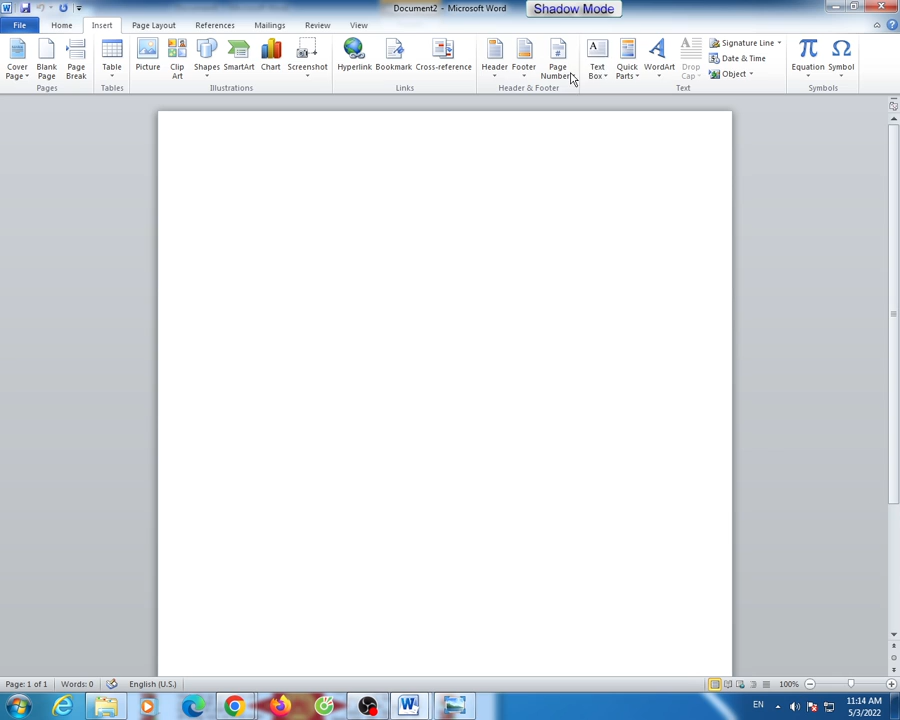 Document2 - Microsoft Word
Shadow Mode
File Home Insert Page Layout References Mailings Review View
Cover Page
Blank Page
Page Break
Pages
Table
Tables
Picture
Clip Art
Shapes
SmartArt
Chart
Screenshot
Illustrations
Hyperlink
Bookmark
Cross-reference
Links
Header
Footer
Page Number
Header & Footer
Text Box
Quick Parts
WordArt
Drop Cap
Signature Line
Date & Time
Object
Text
Equation
Symbol
Symbols
Page: 1 of 1 Words: 0 English (U.S.) 100%
EN 11:14 AM
5/3/2022